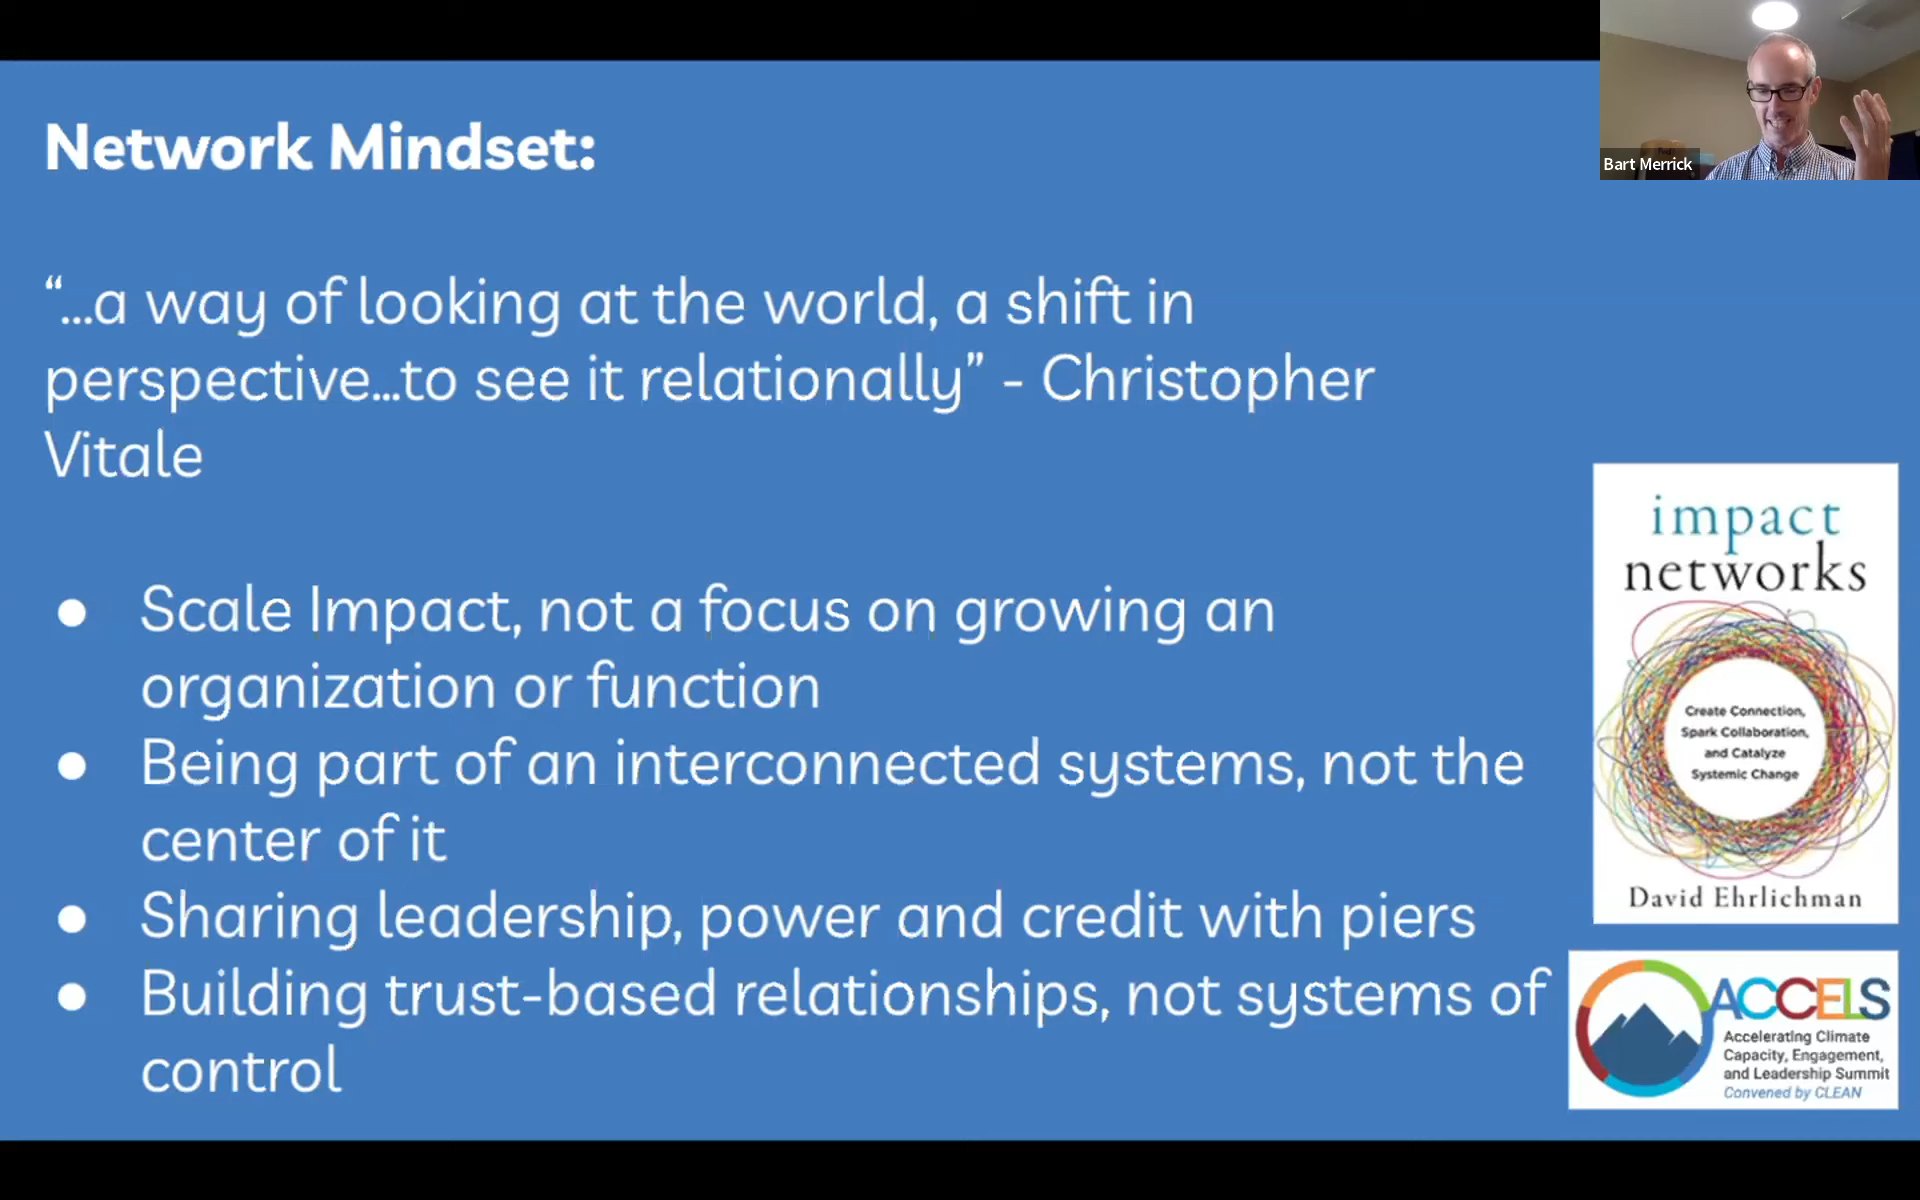 Network Mindset:
“...a way of looking at the world, a shift in
perspective...to see it relationally” - Christopher
Vitale
● Scale Impact, not a focus on growing an
organization or function
● Being part of an interconnected systems, not the
center of it
● Sharing leadership, power and credit with piers
● Building trust-based relationships, not systems of
control
Bart Merrick
impact
networks
Create Connection,
Spark Collaboration,
and Catalyze
Systemic Change
David Ehrlichman
ACCELS
Accelerating Climate
Capacity, Engagement,
and Leadership Summit
Convened by CLEAN